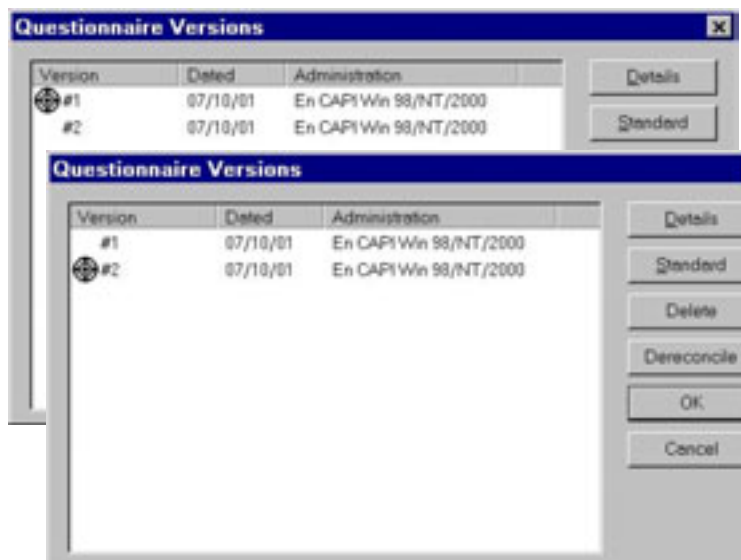 Questionnaire Versions
Version Dated Administration
#1 07/10/01 En CAPI Win 98/NT/2000
#2 07/10/01 En CAPI Win 98/NT/2000
Details
Standard
Questionnaire Versions
Version Dated Administration
#1 07/10/01 En CAPI Win 98/NT/2000
#2 07/10/01 En CAPI Win 98/NT/2000
Details
Standard
Delete
Dereconcile
OK
Cancel